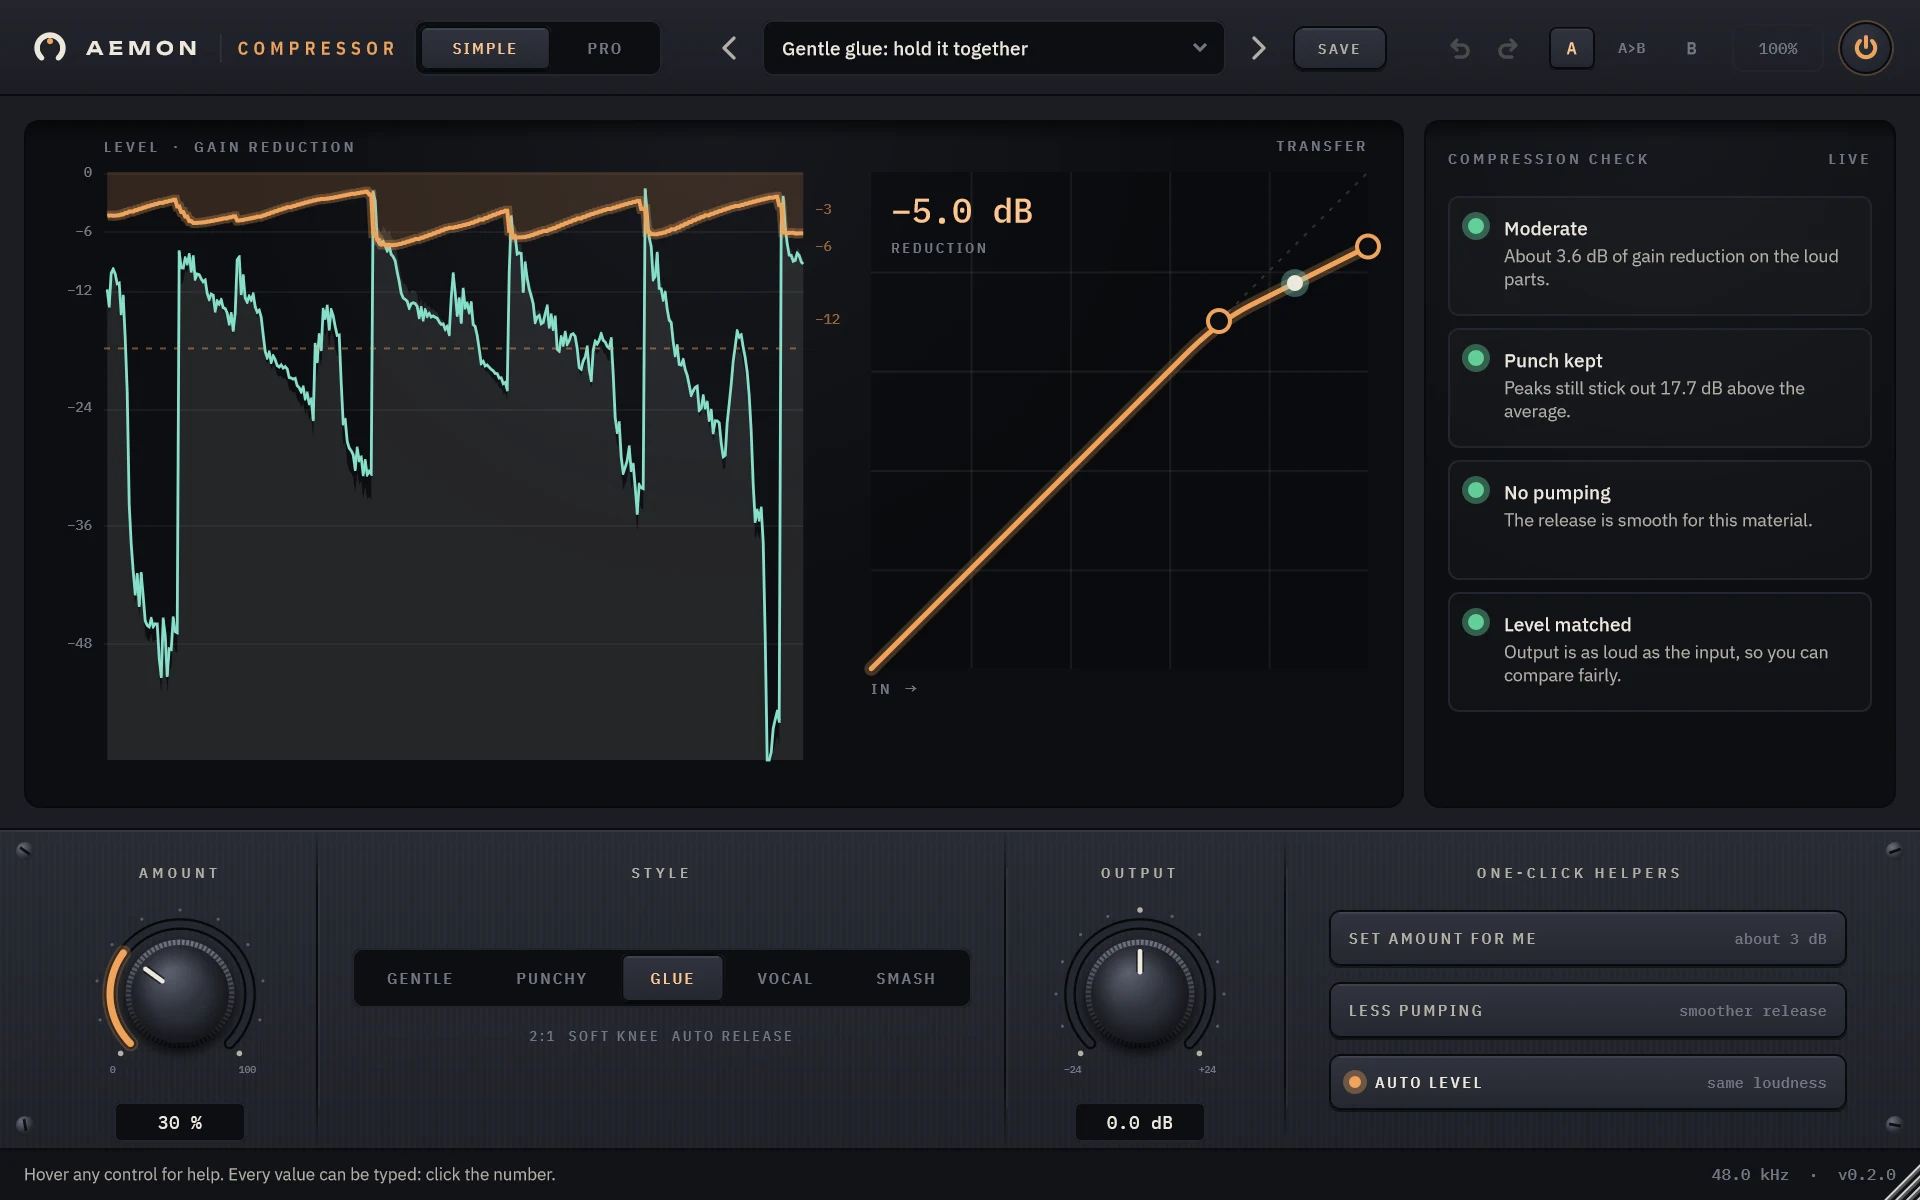 AEMON COMPRESSOR SIMPLE PRO Gentle glue: hold it together SAVE A A>B B 100%
LEVEL · GAIN REDUCTION
TRANSFER
0
−6
−12
−24
−36
−48
−3
−6
−12
−5.0 dB
REDUCTION
IN →
COMPRESSION CHECK LIVE
Moderate
About 3.6 dB of gain reduction on the loud
parts.
Punch kept
Peaks still stick out 17.7 dB above the
average.
No pumping
The release is smooth for this material.
Level matched
Output is as loud as the input, so you can
compare fairly.
AMOUNT
0 100
30 %
STYLE
GENTLE PUNCHY GLUE VOCAL SMASH
2:1 SOFT KNEE AUTO RELEASE
OUTPUT
−24 +24
0.0 dB
ONE-CLICK HELPERS
SET AMOUNT FOR ME about 3 dB
LESS PUMPING smoother release
AUTO LEVEL same loudness
Hover any control for help. Every value can be typed: click the number.
48.0 kHz · v0.2.0